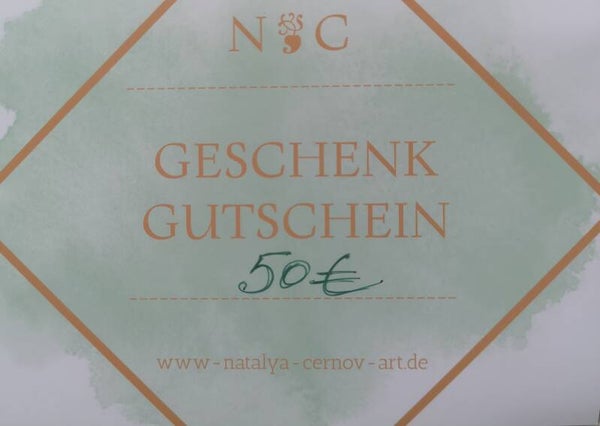 N C
GESCHENK
GUTSCHEIN
50€
www-natalya-cernov-art.de